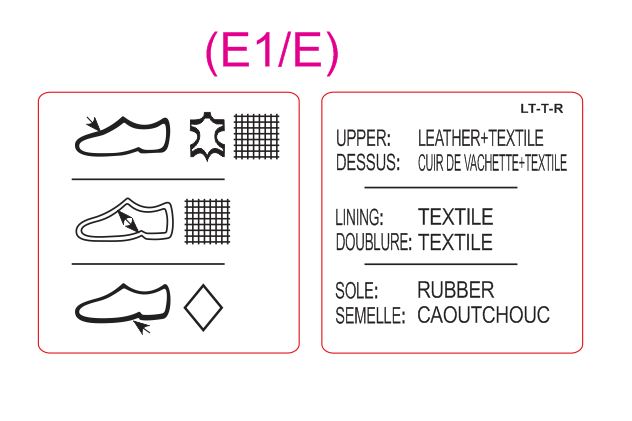 (E1/E)
LT-T-R
UPPER: LEATHER+TEXTILE
DESSUS: CUIR DE VACHETTE+TEXTILE
LINING: TEXTILE
DOUBLURE: TEXTILE
SOLE: RUBBER
SEMELLE: CAOUTCHOUC